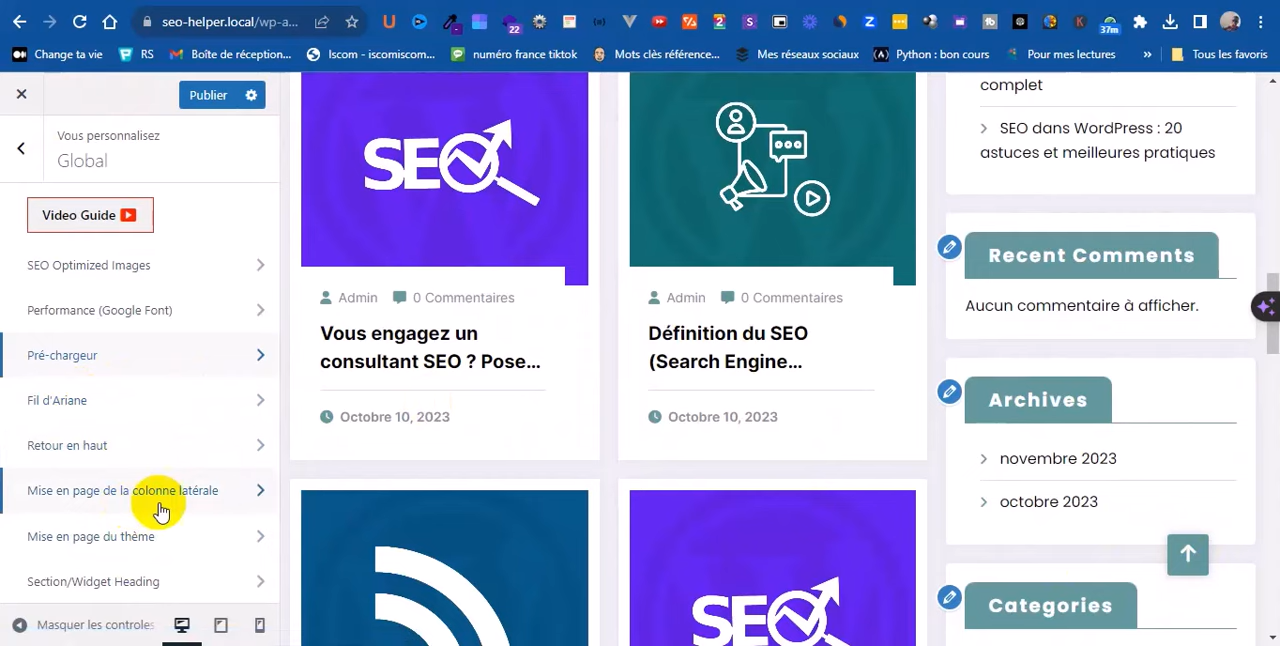 seo-helper.local/wp-a...
22
2
S
Z
K
37m
Change ta vie
RS
Boîte de réception...
Iscom – iscomiscom...
numéro france tiktok
Mots clés référence...
Mes réseaux sociaux
Python : bon cours
Pour mes lectures
»
Tous les favoris
Publier
Vous personnalisez
Global
Video Guide
SEO Optimized Images
Performance (Google Font)
Pré-chargeur
Fil d'Ariane
Retour en haut
Mise en page de la colonne latérale
Mise en page du thème
Section/Widget Heading
Masquer les controles
SEO
Admin
0 Commentaires
Vous engagez un
consultant SEO ? Pose...
Octobre 10, 2023
Admin
0 Commentaires
Définition du SEO
(Search Engine...
Octobre 10, 2023
SEO
complet
SEO dans WordPress : 20
astuces et meilleures pratiques
Recent Comments
Aucun commentaire à afficher.
Archives
novembre 2023
octobre 2023
Categories